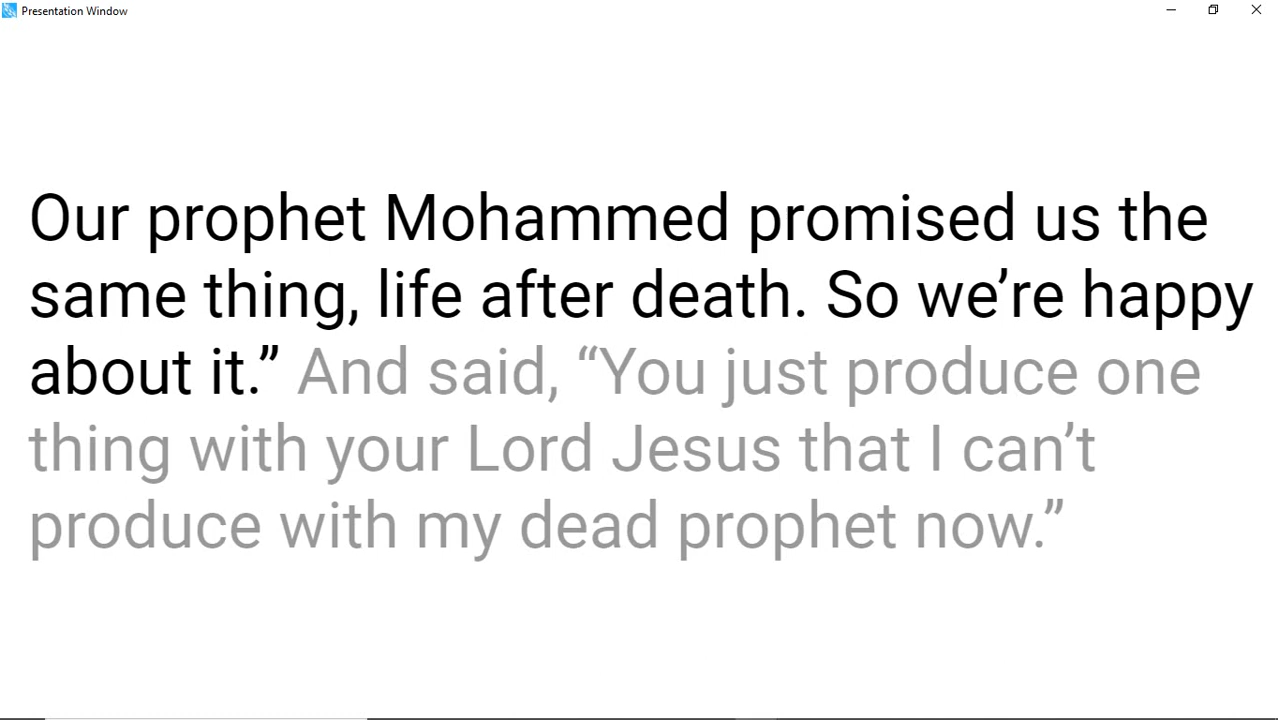 Presentation Window
Our prophet Mohammed promised us the
same thing, life after death. So we’re happy
about it.” And said, “You just produce one
thing with your Lord Jesus that I can’t
produce with my dead prophet now.”